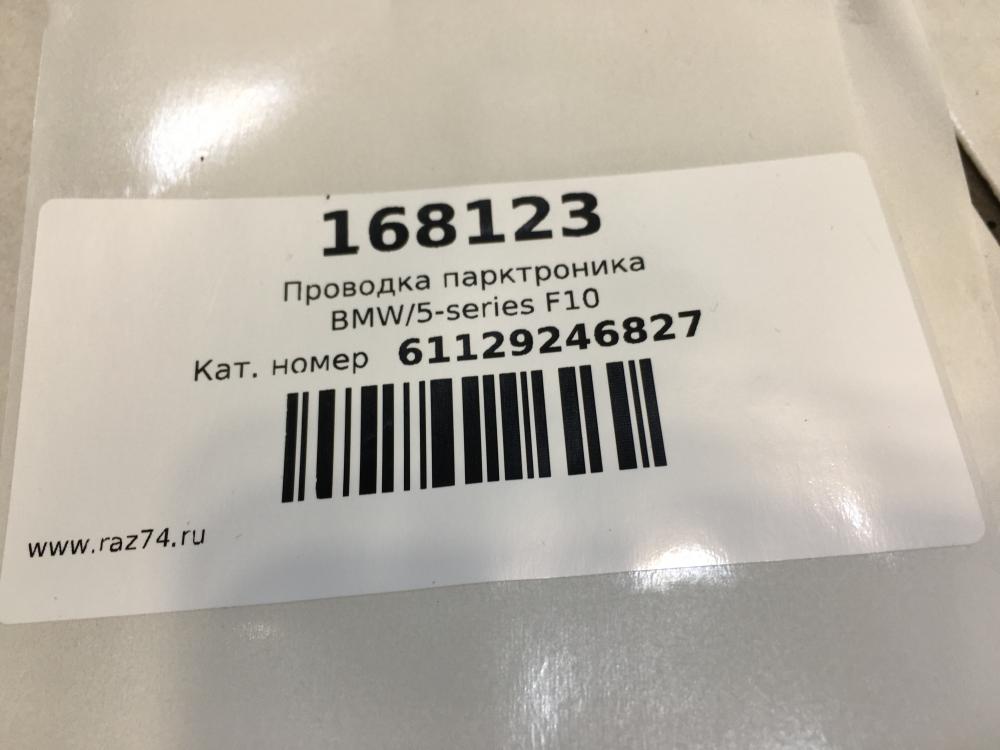 168123
Проводка парктроника
BMW/5-series F10
Кат. номер 61129246827
www.raz74.ru